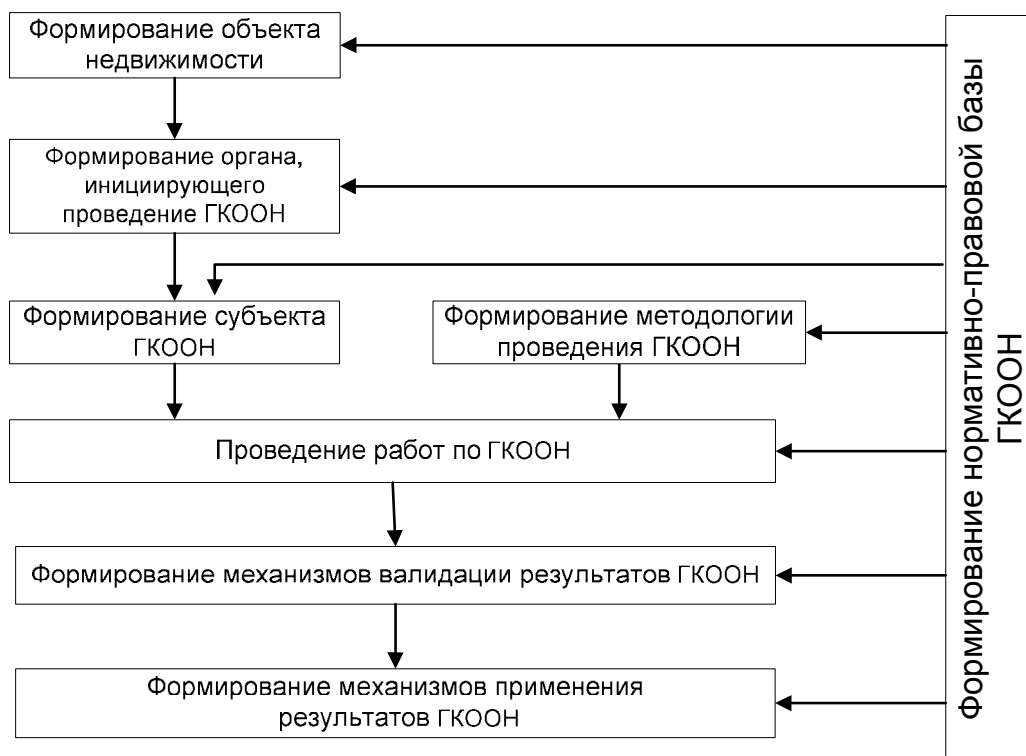 Формирование объекта
недвижимости
Формирование органа,
инициирующего
проведение ГКООН
Формирование субъекта
ГКООН
Формирование методологии
проведения ГКООН
Проведение работ по ГКООН
Формирование механизмов валидации результатов ГКООН
Формирование механизмов применения
результатов ГКООН
Формирование нормативно-правовой базы
ГКООН